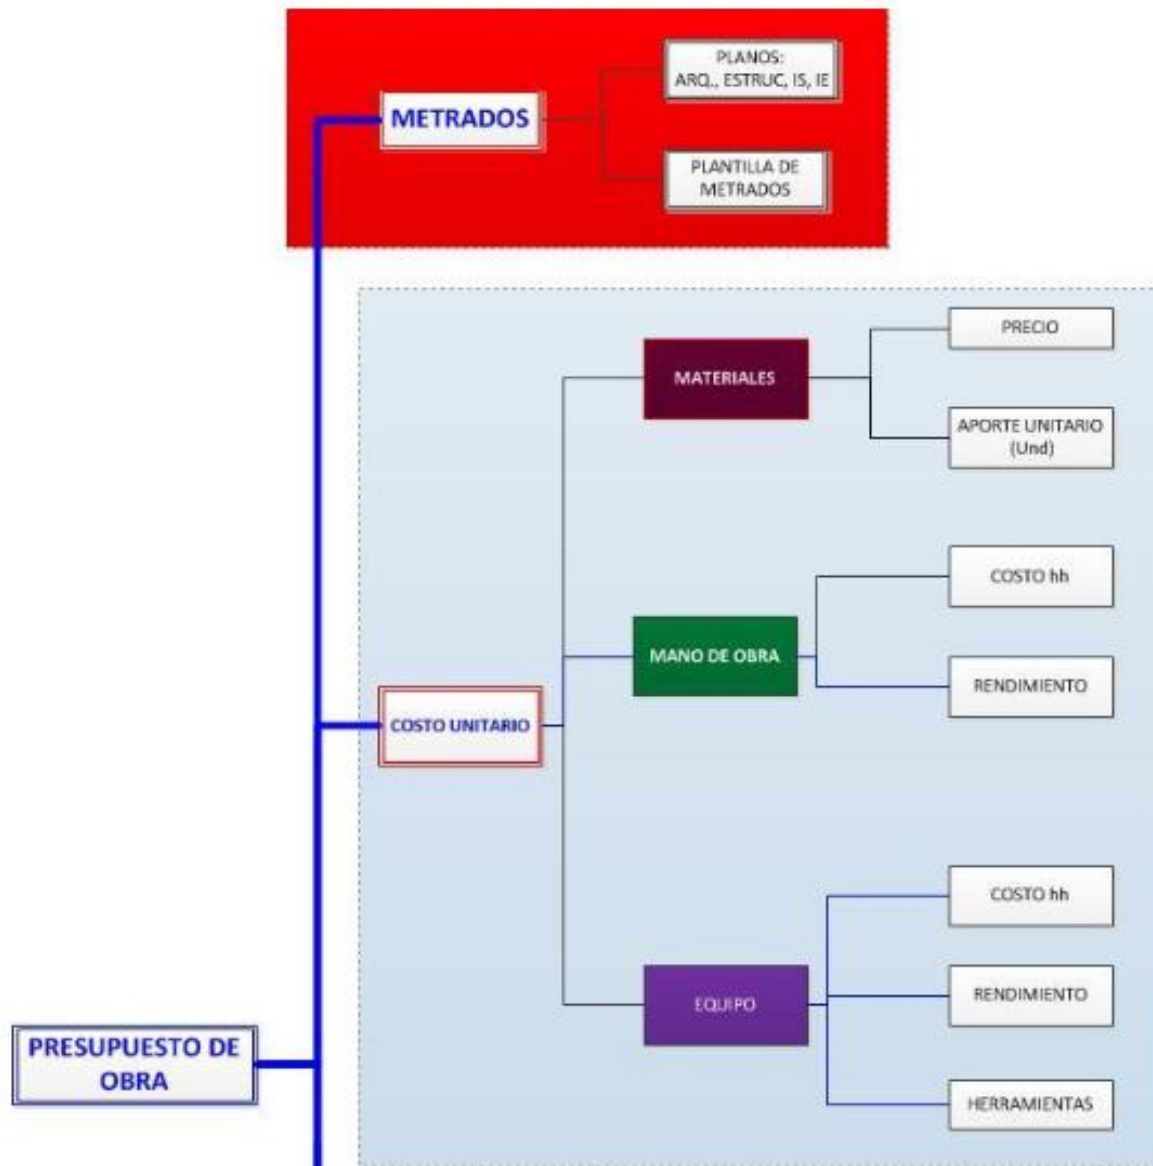 PLANOS:
ARQ., ESTRUC, IS, IE
METRADOS
PLANTILLA DE
METRADOS
PRECIO
MATERIALES
APORTE UNITARIO
(Und)
COSTO hh
MANO DE OBRA
RENDIMIENTO
COSTO UNITARIO
COSTO hh
RENDIMIENTO
EQUIPO
HERRAMIENTAS
PRESUPUESTO DE
OBRA